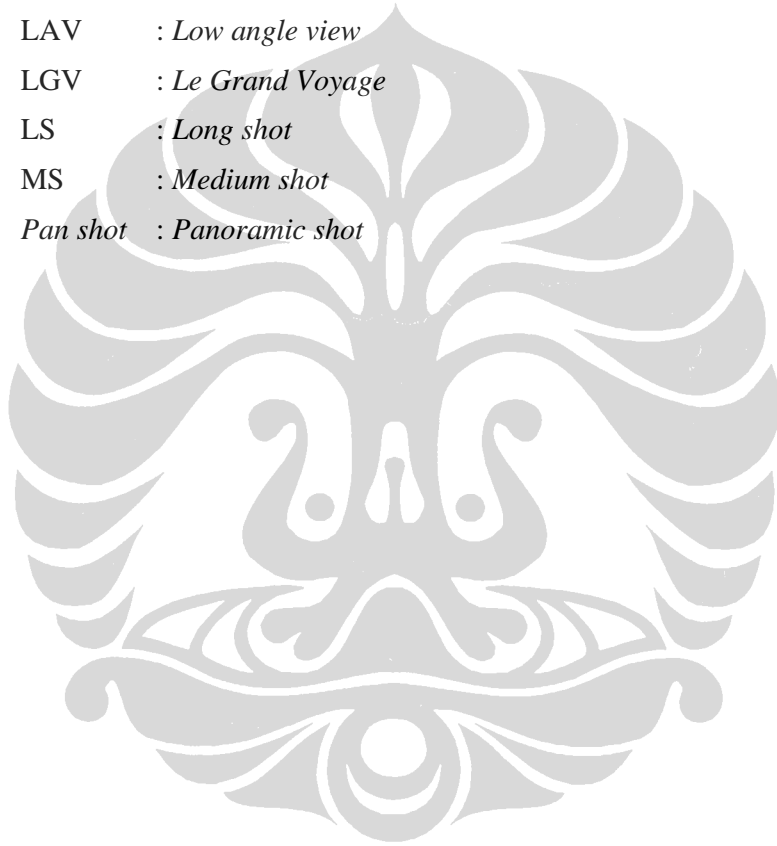 LAV : Low angle view
LGV : Le Grand Voyage
LS : Long shot
MS : Medium shot
Pan shot : Panoramic shot